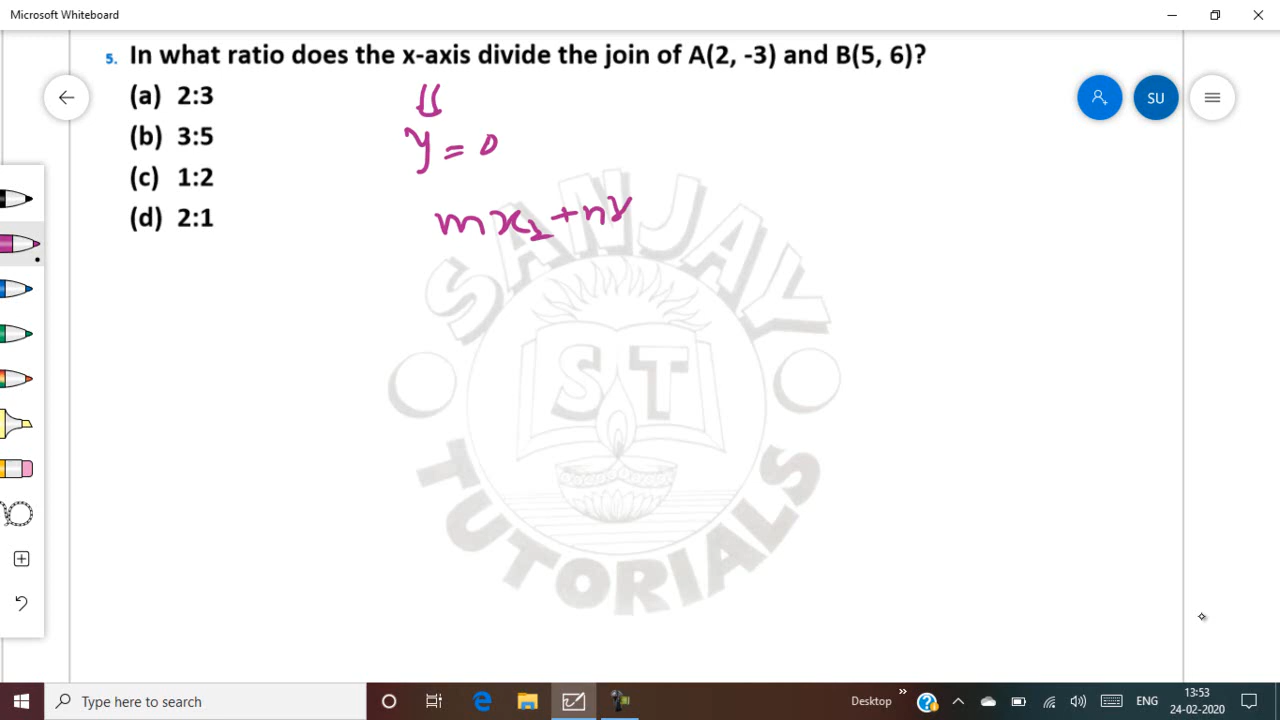 Microsoft Whiteboard
5. In what ratio does the x-axis divide the join of A(2, -3) and B(5, 6)?
(a) 2:3
(b) 3:5
(c) 1:2
(d) 2:1
y = 0
SU
SANJAY
ST
TUTORIALS
Type here to search
Desktop
ENG
13:53
24-02-2020